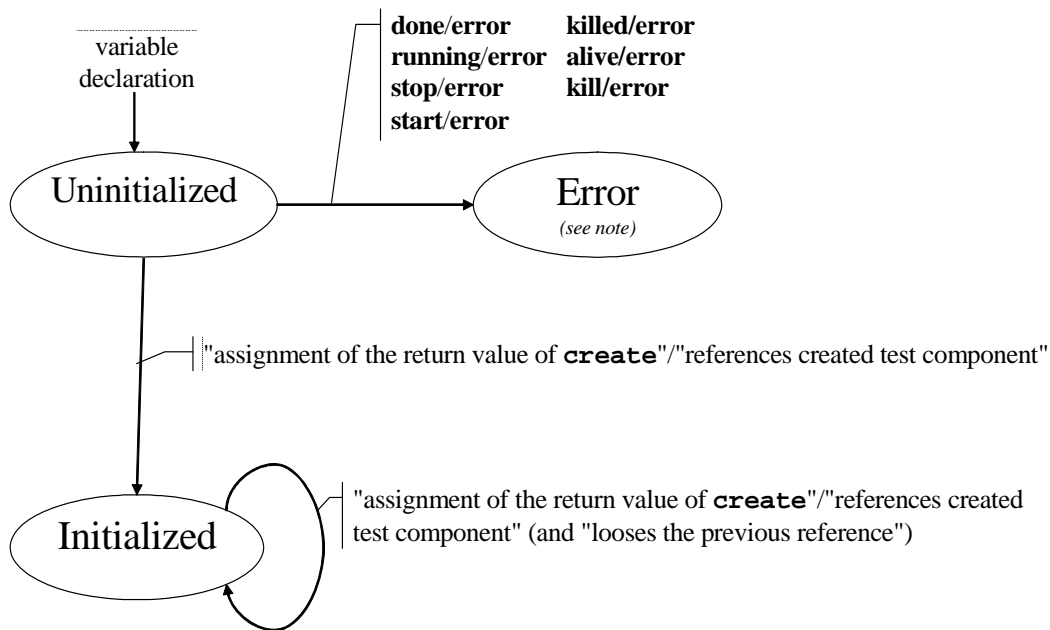 variable
declaration
done/error killed/error
running/error alive/error
stop/error kill/error
start/error
Uninitialized
Error
(see note)
"assignment of the return value of create"/"references created test component"
Initialized
"assignment of the return value of create"/"references created
test component" (and "looses the previous reference")